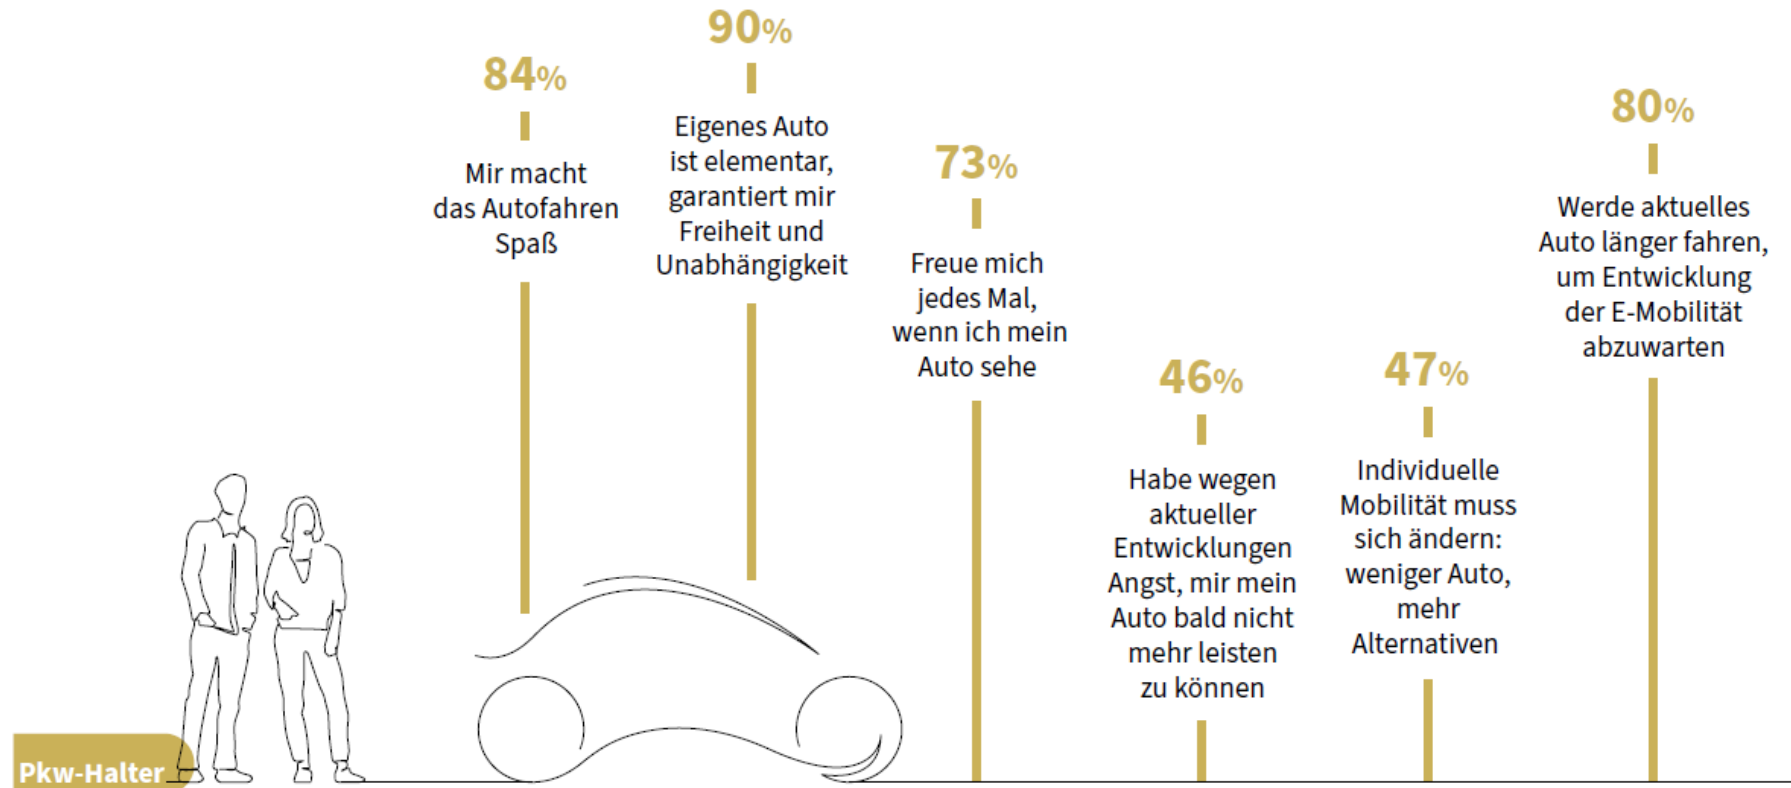 84%
Mir macht
das Autofahren
Spaß
90%
Eigenes Auto
ist elementar,
garantiert mir
Freiheit und
Unabhängigkeit
73%
Freue mich
jedes Mal,
wenn ich mein
Auto sehe
46%
Habe wegen
aktueller
Entwicklungen
Angst, mir mein
Auto bald nicht
mehr leisten
zu können
47%
Individuelle
Mobilität muss
sich ändern:
weniger Auto,
mehr
Alternativen
80%
Werde aktuelles
Auto länger fahren,
um Entwicklung
der E-Mobilität
abzuwarten
Pkw-Halter